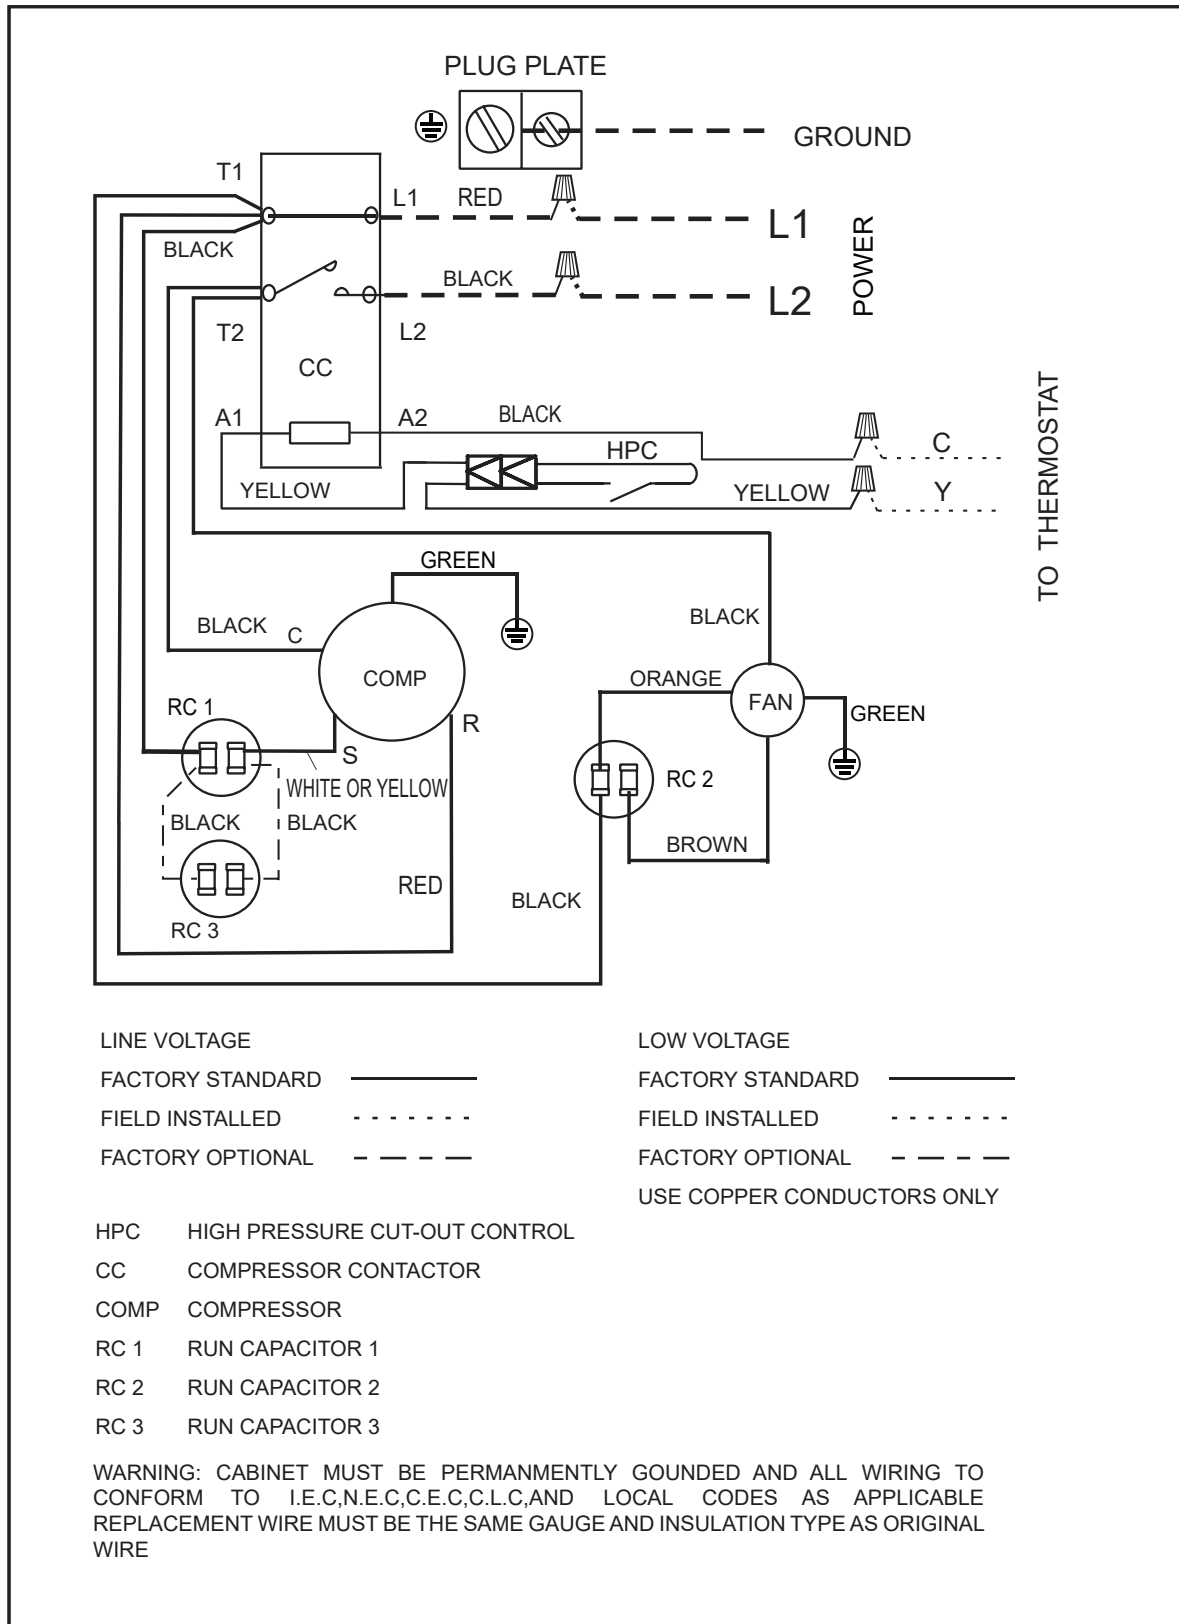 PLUG PLATE
GROUND
T1
L1
RED
L1
BLACK
BLACK
L2
POWER
T2
L2
CC
A1
A2
BLACK
C
HPC
YELLOW
YELLOW
Y
TO THERMOSTAT
GREEN
BLACK
C
BLACK
COMP
ORANGE
FAN
GREEN
RC 1
R
S
WHITE OR YELLOW
RC 2
BLACK
BLACK
BROWN
RED
BLACK
RC 3
LINE VOLTAGE
FACTORY STANDARD
FIELD INSTALLED
FACTORY OPTIONAL
LOW VOLTAGE
FACTORY STANDARD
FIELD INSTALLED
FACTORY OPTIONAL
USE COPPER CONDUCTORS ONLY
HPC HIGH PRESSURE CUT-OUT CONTROL
CC COMPRESSOR CONTACTOR
COMP COMPRESSOR
RC 1 RUN CAPACITOR 1
RC 2 RUN CAPACITOR 2
RC 3 RUN CAPACITOR 3
WARNING: CABINET MUST BE PERMANMENTLY GOUNDED AND ALL WIRING TO
CONFORM TO I.E.C,N.E.C,C.E.C,C.L.C,AND LOCAL CODES AS APPLICABLE
REPLACEMENT WIRE MUST BE THE SAME GAUGE AND INSULATION TYPE AS ORIGINAL
WIRE